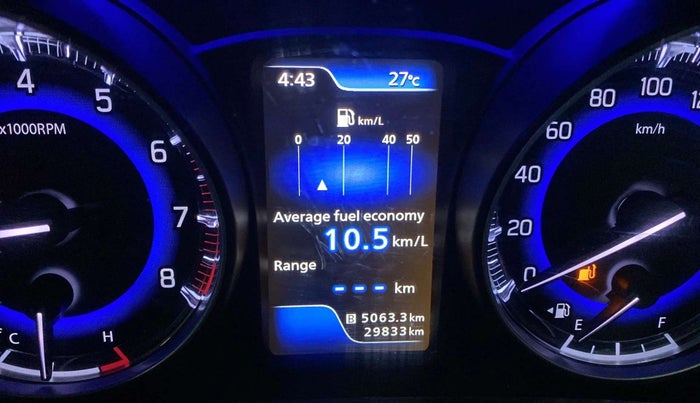 4:43 27°C
km/L
0 20 40 50
Average fuel economy
10.5 km/L
Range
--- km
B 5063.3 km
29833 km
4
5
x1000RPM
6
7
8
C H
0
20
40
60
80
100
km/h
E F